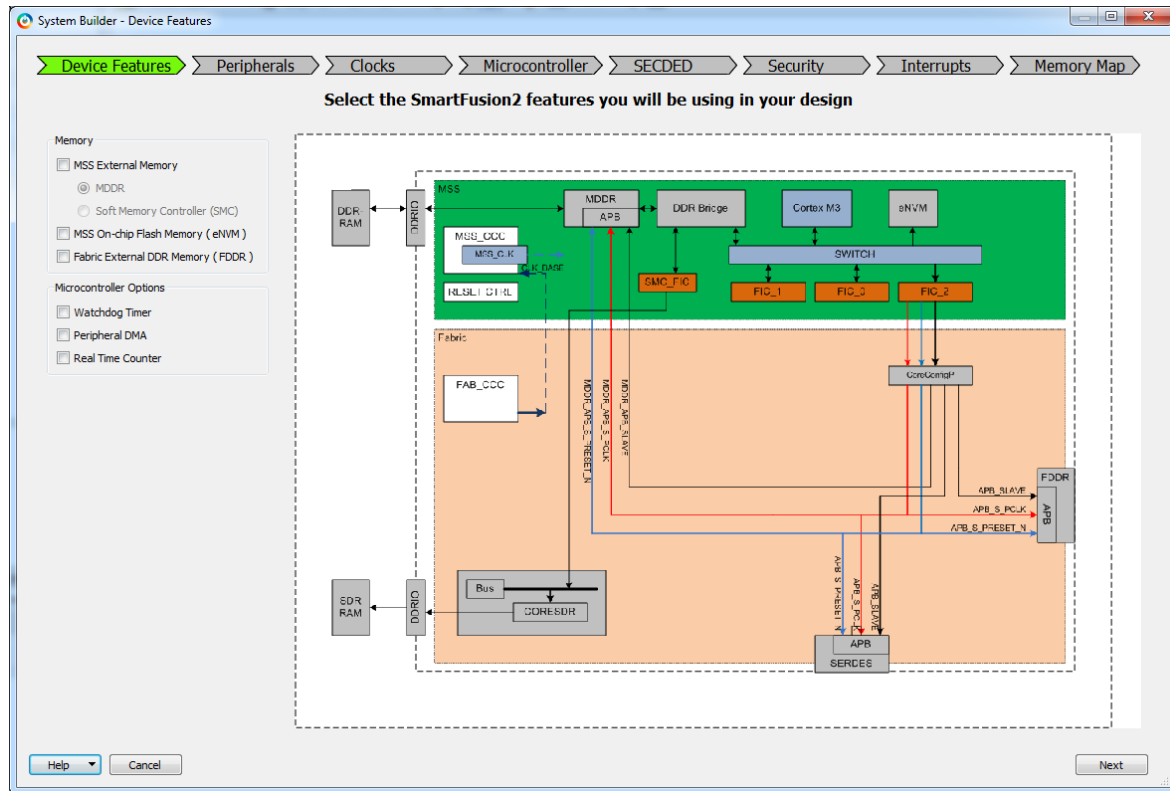 System Builder - Device Features
Device Features
Peripherals
Clocks
Microcontroller
SECDED
Security
Interrupts
Memory Map
Select the SmartFusion2 features you will be using in your design
Memory
MSS External Memory
MDDR
Soft Memory Controller (SMC)
MSS On-chip Flash Memory ( eNVM )
Fabric External DDR Memory ( FDDR )
Microcontroller Options
Watchdog Timer
Peripheral DMA
Real Time Counter
MSS
DDR
RAM
MDDR
APB
DDR Bridge
Cortex M3
eNVM
MSS_CCC
MSS_CLK
CLK_BASE
SWITCH
RESET CTRL
SMC_FIC
FIC_1
FIC_0
FIC_2
Fabric
FAB_CCC
CoreConfigP
MDDR_APB_S_PRESET_N
MDDR_APB_S_PCLK
MDDR_APB_SLAVE
FDDR
APB
APB_SLAVE
APB_S_PCLK
APB_S_PRESET_N
Bus
CORESDR
SDR
RAM
APB_S_PRESET_N
APB_S_PCLK
APB_SLAVE
APB
SERDES
Help
Cancel
Next